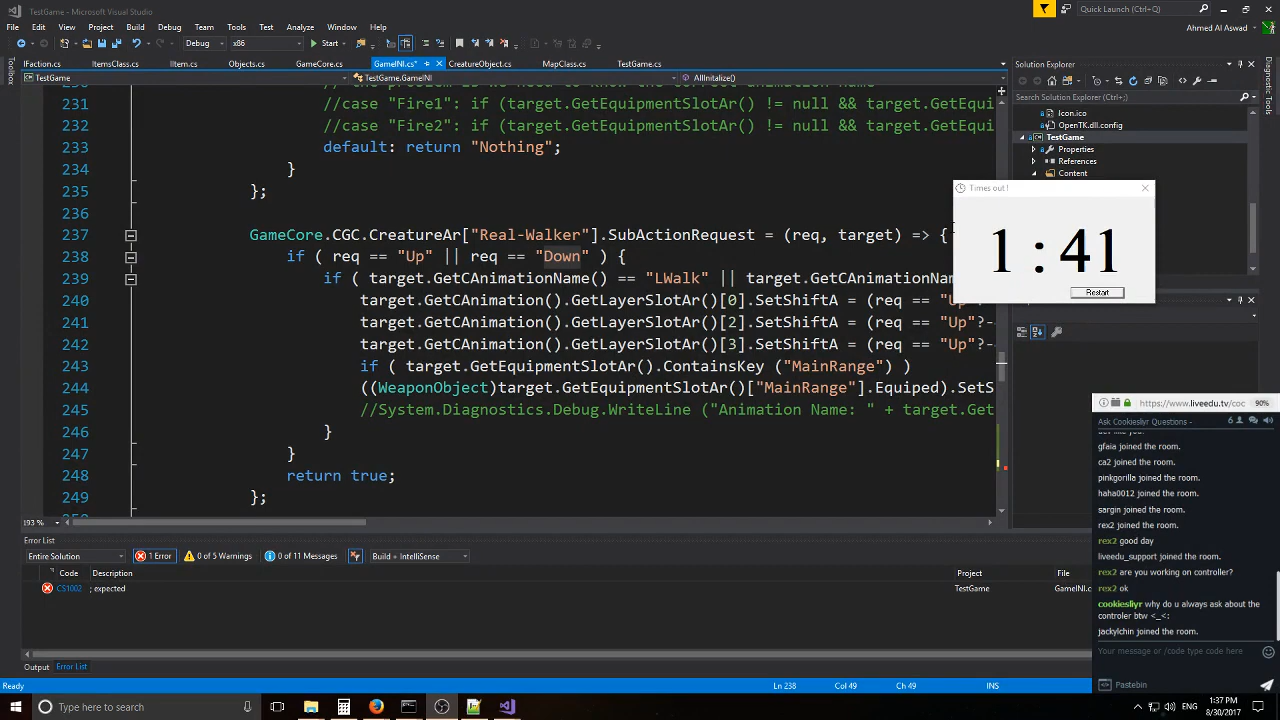 TestGame - Microsoft Visual Studio
Quick Launch (Ctrl+Q)
File Edit View Project Build Debug Team Tools Architecture Test Analyze Window Help
Ahmed Al Aswad
Debug x86 Start
IFaction.cs ItemsClass.cs IItem.cs Objects.cs GameCore.cs GameINI.cs* CreatureObject.cs MapClass.cs TestGame.cs
Toolbox
TestGame TestGame.GameINI AllInitialize()
231 //case "Fire1": if (target.GetEquipmentSlotAr() != null && target.GetEqui
232 //case "Fire2": if (target.GetEquipmentSlotAr() != null && target.GetEqui
233 default: return "Nothing";
234 }
235 };
236
237 GameCore.CGC.CreatureAr["Real-Walker"].SubActionRequest = (req, target) => {
238 if ( req == "Up" || req == "Down" ) {
239 if ( target.GetCAnimationName() == "LWalk" || target.GetCAnimationNam
240 target.GetCAnimation().GetLayerSlotAr()[0].SetShiftA = (req == "Up"
241 target.GetCAnimation().GetLayerSlotAr()[2].SetShiftA = (req == "Up"?-
242 target.GetCAnimation().GetLayerSlotAr()[3].SetShiftA = (req == "Up"?-
243 if ( target.GetEquipmentSlotAr().ContainsKey ("MainRange") )
244 ((WeaponObject)target.GetEquipmentSlotAr()["MainRange"].Equiped).SetS
245 //System.Diagnostics.Debug.WriteLine ("Animation Name: " + target.Get
246 }
247 }
248 return true;
249 };
193 %
Solution Explorer
Search Solution Explorer (Ctrl+;)
Icon.ico
OpenTK.dll.config
TestGame
Properties
References
Content
Diagnostic Tools
Times out!
1 : 41
Restart
Error List
Entire Solution 1 Error 0 of 5 Warnings 0 of 11 Messages Build + IntelliSense
Code Description Project File
CS1002 ; expected TestGame GameINI.c
Output Error List
Ready Ln 238 Col 49 Ch 49 INS
https://www.liveedu.tv/coc 90%
Ask Cookiesliyr Questions - 6
gfaia joined the room.
ca2 joined the room.
pinkgorilla joined the room.
haha0012 joined the room.
sargin joined the room.
rex2 joined the room.
rex2 good day
liveedu_support joined the room.
rex2 are you working on controller?
rex2 ok
cookiesliyr why do u always ask about the
controler btw <_<:
jackylchin joined the room.
Your message or /code type code here
Pastebin
Type here to search
ENG
1:37 PM
8/30/2017